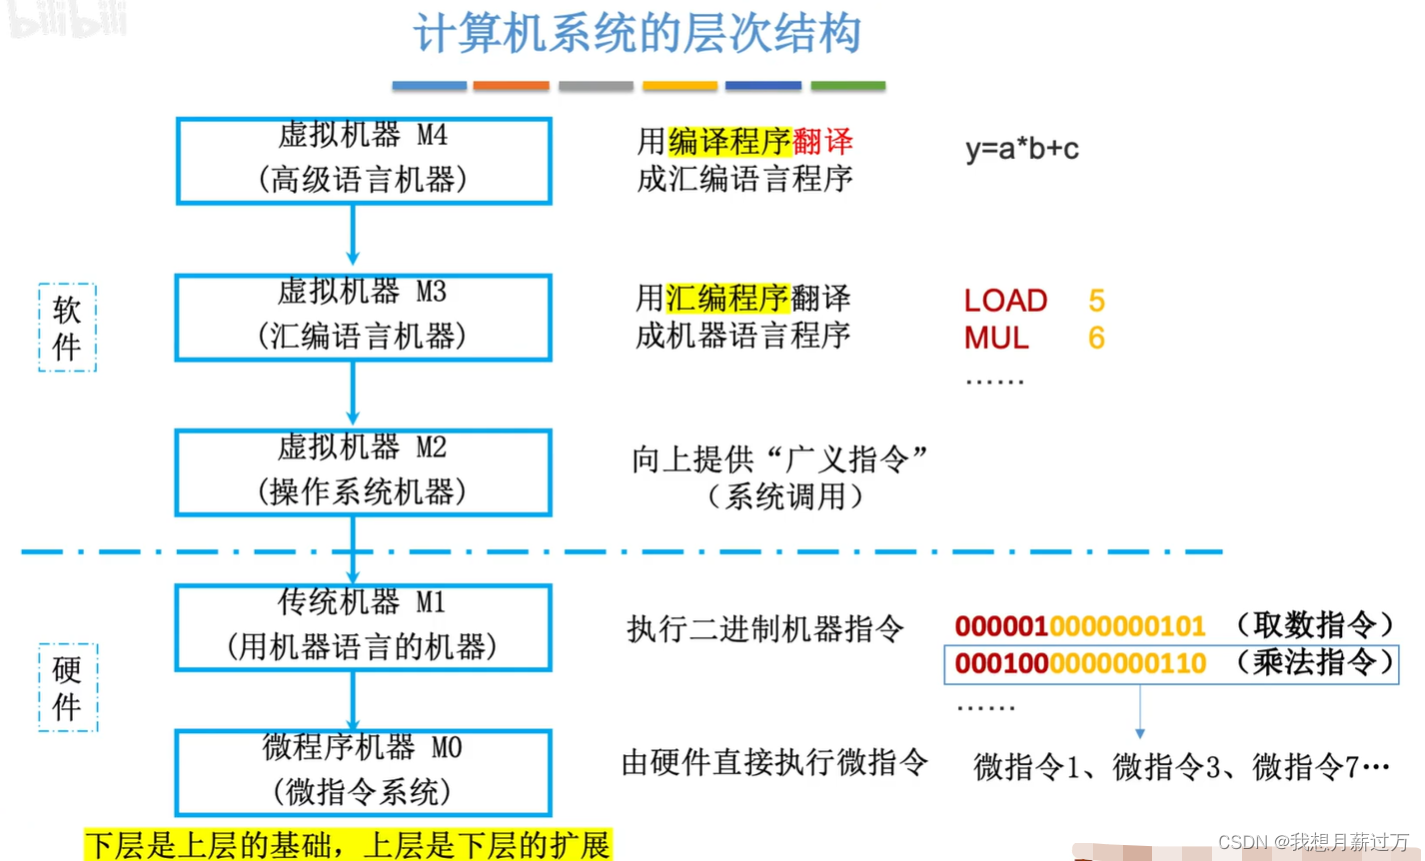 bilibili
计算机系统的层次结构
虚拟机器 M4
(高级语言机器)
用编译程序翻译
成汇编语言程序
y=a*b+c
软
件
虚拟机器 M3
(汇编语言机器)
用汇编程序翻译
成机器语言程序
LOAD 5
MUL 6
……
虚拟机器 M2
(操作系统机器)
向上提供“广义指令”
（系统调用）
硬
件
传统机器 M1
(用机器语言的机器)
执行二进制机器指令
0000010000000101 （取数指令）
0001000000000110 （乘法指令）
……
微程序机器 M0
(微指令系统)
由硬件直接执行微指令
微指令1、微指令3、微指令7…
下层是上层的基础，上层是下层的扩展
CSDN @我想月薪过万